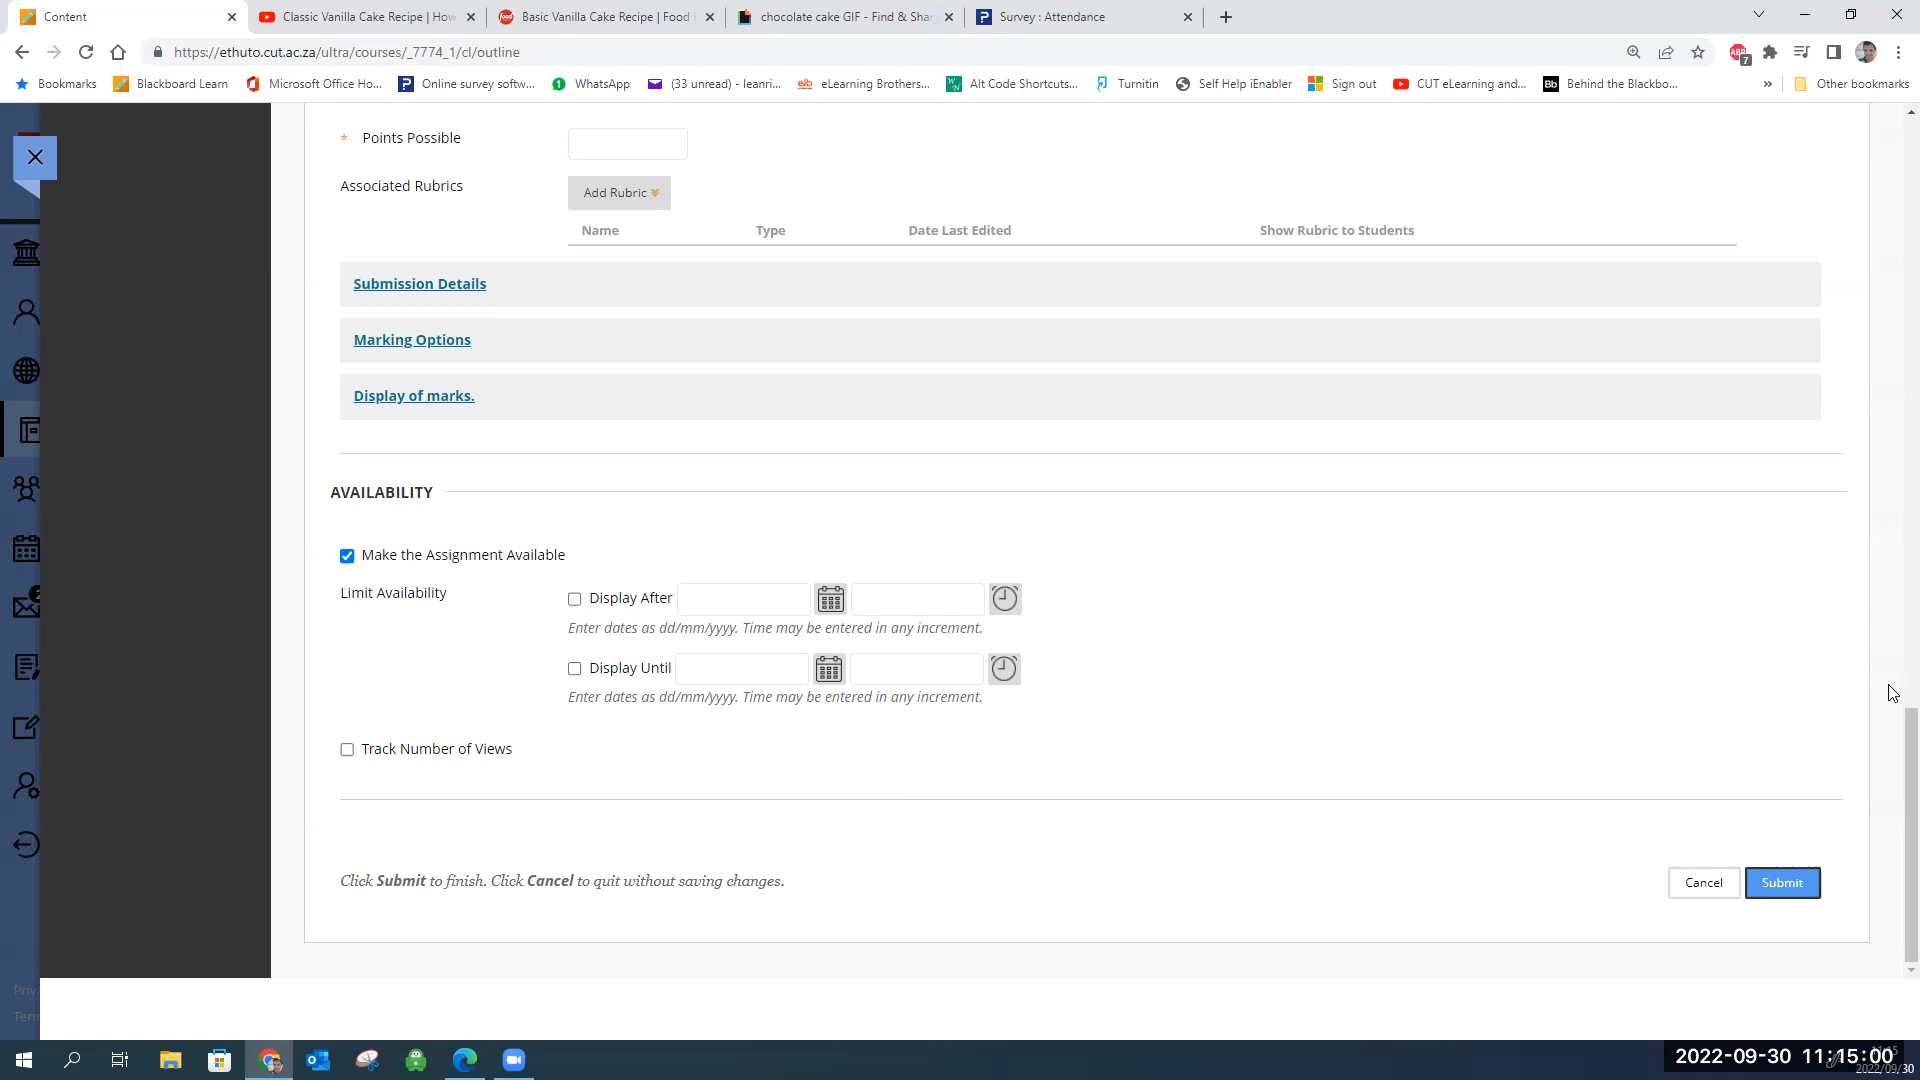 Content
Classic Vanilla Cake Recipe | How
Basic Vanilla Cake Recipe | Food
chocolate cake GIF - Find & Shar
Survey : Attendance
https://ethuto.cut.ac.za/ultra/courses/_7774_1/cl/outline
ABP
7
Bookmarks
Blackboard Learn
Microsoft Office Ho...
Online survey softw...
1
WhatsApp
(33 unread) - leanri...
elb
eLearning Brothers...
Alt Code Shortcuts...
Turnitin
Self Help iEnabler
Sign out
CUT eLearning and...
Bb
Behind the Blackbo...
»
Other bookmarks
* Points Possible
Associated Rubrics
Add Rubric
Name Type Date Last Edited Show Rubric to Students
Submission Details
Marking Options
Display of marks.
AVAILABILITY
Make the Assignment Available
Limit Availability
Display After
Enter dates as dd/mm/yyyy. Time may be entered in any increment.
Display Until
Enter dates as dd/mm/yyyy. Time may be entered in any increment.
Track Number of Views
Click Submit to finish. Click Cancel to quit without saving changes.
Cancel
Submit
Priv
Tern
2022-09-30 11:15:00
2022/09/30